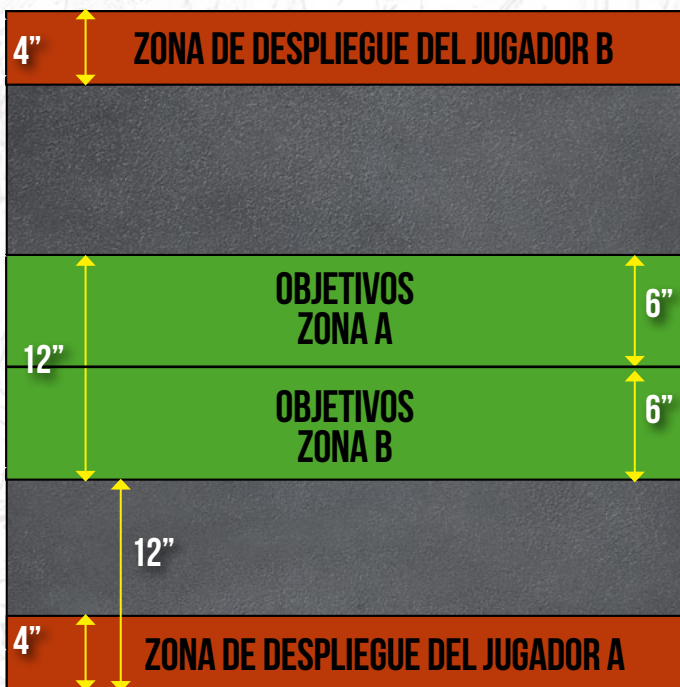 4”
ZONA DE DESPLIEGUE DEL JUGADOR B
OBJETIVOS
ZONA A
6”
12”
OBJETIVOS
ZONA B
6”
12”
4”
ZONA DE DESPLIEGUE DEL JUGADOR A